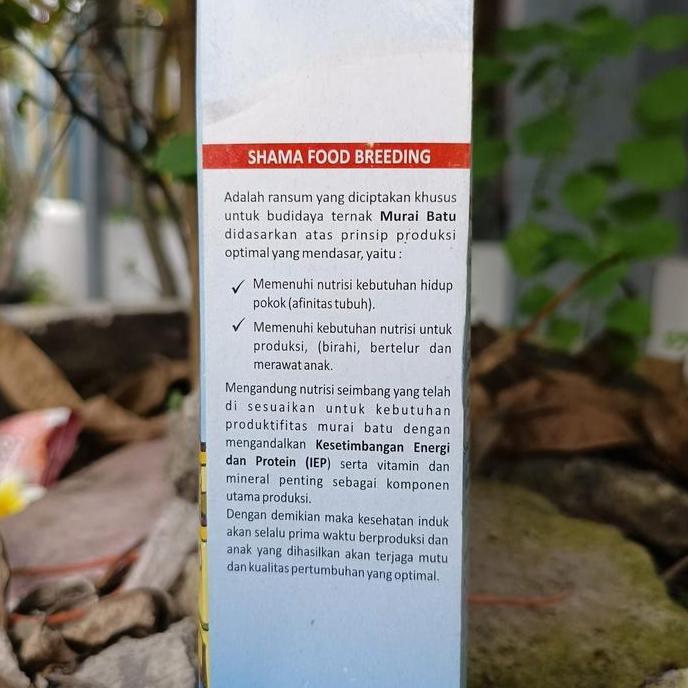 SHAMA FOOD BREEDING
Adalah ransum yang diciptakan khusus
untuk budidaya ternak Murai Batu
didasarkan atas prinsip produksi
optimal yang mendasar, yaitu :
✓ Memenuhi nutrisi kebutuhan hidup
pokok (afinitas tubuh).
✓ Memenuhi kebutuhan nutrisi untuk
produksi, (birahi, bertelur dan
merawat anak.
Mengandung nutrisi seimbang yang telah
di sesuaikan untuk kebutuhan
produktifitas murai batu dengan
mengandalkan Kesetimbangan Energi
dan Protein (IEP) serta vitamin dan
mineral penting sebagai komponen
utama produksi.
Dengan demikian maka kesehatan induk
akan selalu prima waktu berproduksi dan
anak yang dihasilkan akan terjaga mutu
dan kualitas pertumbuhan yang optimal.